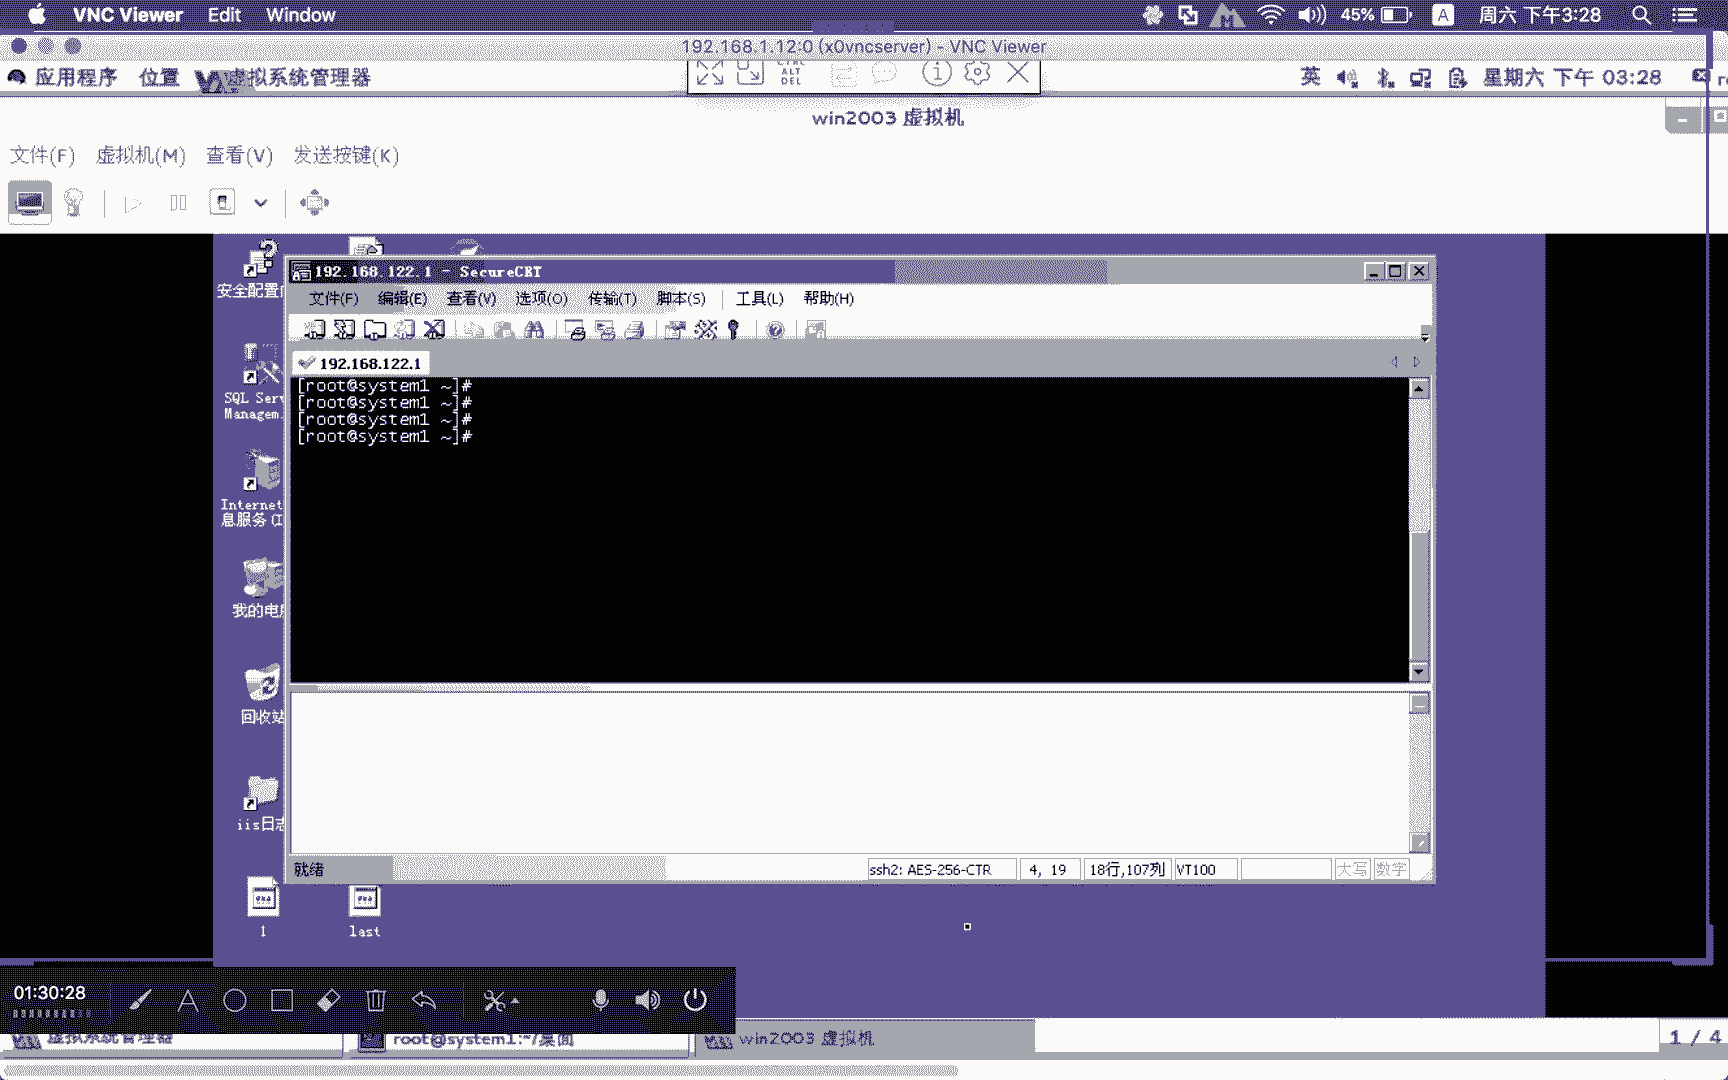 VNC Viewer Edit Window 45% A 周六 下午3:28
192.168.1.12:0 (x0vncserver) - VNC Viewer
应用程序 位置 虚拟系统管理器 CTRL ALT DEL 英 星期六 下午 03:28
win2003 虚拟机
文件(F) 虚拟机(M) 查看(V) 发送按键(K)
192.168.122.1 - SecureCRT
文件(F) 编辑(E) 查看(V) 选项(O) 传输(T) 脚本(S) 工具(L) 帮助(H)
192.168.122.1
[root@system1 ~]#
[root@system1 ~]#
[root@system1 ~]#
[root@system1 ~]#
安全配置
SQL Serv
Managem.
Internet
息服务(I
我的电
回收站
iis日志
就绪 ssh2: AES-256-CTR 4, 19 18行,107列 VT100 大写 数字
1 last
01:30:28
虚拟系统管理器 root@system1:~/桌面 win2003 虚拟机 1 / 4